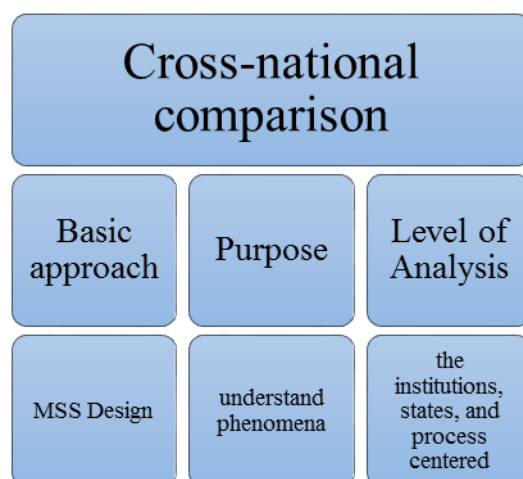 Cross-national
comparison
Basic
approach
Purpose
Level of
Analysis
MSS Design
understand
phenomena
the
institutions,
states, and
process
centered